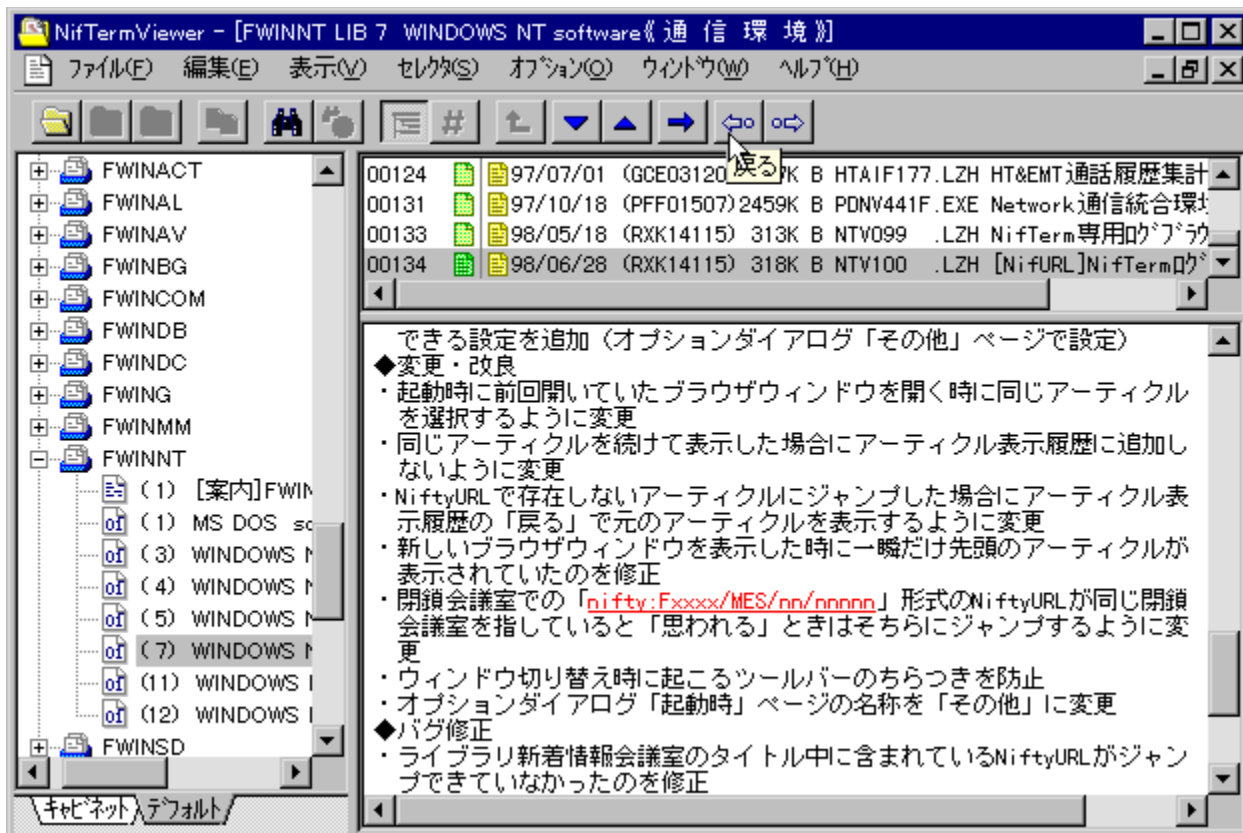 NifTermViewer - [FWINNT LIB 7 WINDOWS NT software《 通 信 環 境 》]
ﾌｧｲﾙ(F) 編集(E) 表示(V) ｾﾚｸﾀ(S) ｵﾌﾟｼｮﾝ(O) ｳｨﾝﾄﾞｳ(W) ﾍﾙﾌﾟ(H)
戻る
FWINACT
FWINAL
FWINAV
FWINBG
FWINCOM
FWINDB
FWINDC
FWING
FWINMM
FWINNT
(1) [案内]FWIN
(1) MS DOS so
(3) WINDOWS N
(4) WINDOWS N
(5) WINDOWS N
(7) WINDOWS N
(11) WINDOWS
(12) WINDOWS
FWINSD
ｷｬﾋﾞﾈｯﾄ ﾃﾞﾌｫﾙﾄ
00124 97/07/01 (GCE03120 K B HTAIF177.LZH HT&EMT通話履歴集計
00131 97/10/18 (PFF01507)2459K B PDNV441F.EXE Network通信統合環境
00133 98/05/18 (RXK14115) 313K B NTV099 .LZH NifTerm専用ﾛｸﾞﾌﾞﾗｳ
00134 98/06/28 (RXK14115) 318K B NTV100 .LZH [NifURL]NifTermﾛｸﾞ
できる設定を追加（オプションダイアログ「その他」ページで設定）
◆変更・改良
・起動時に前回開いていたブラウザウィンドウを開く時に同じアーティクル
を選択するように変更
・同じアーティクルを続けて表示した場合にアーティクル表示履歴に追加し
ないように変更
・NiftyURLで存在しないアーティクルにジャンプした場合にアーティクル表
示履歴の「戻る」で元のアーティクルを表示するように変更
・新しいブラウザウィンドウを表示した時に一瞬だけ先頭のアーティクルが
表示されていたのを修正
・閉鎖会議室での「nifty:Fxxxx/MES/nn/nnnnn」形式のNiftyURLが同じ閉鎖
会議室を指していると「思われる」ときはそちらにジャンプするように変
更
・ウィンドウ切り替え時に起こるツールバーのちらつきを防止
・オプションダイアログ「起動時」ページの名称を「その他」に変更
◆バグ修正
・ライブラリ新着情報会議室のタイトル中に含まれているNiftyURLがジャン
プできていなかったのを修正